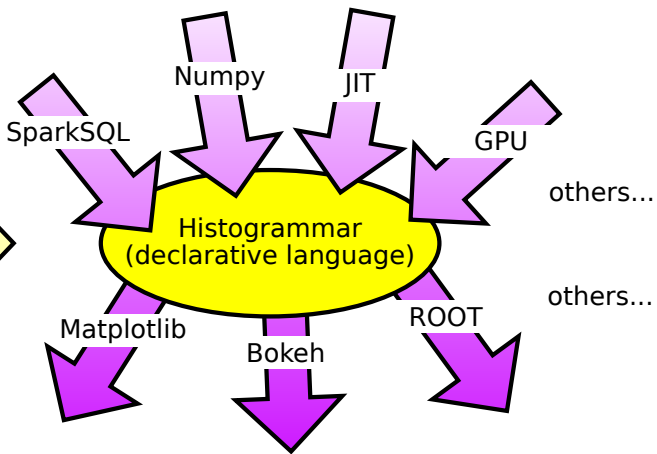 Numpy
JIT
SparkSQL
GPU
others...
Histogrammar
(declarative language)
others...
Matplotlib
Bokeh
ROOT